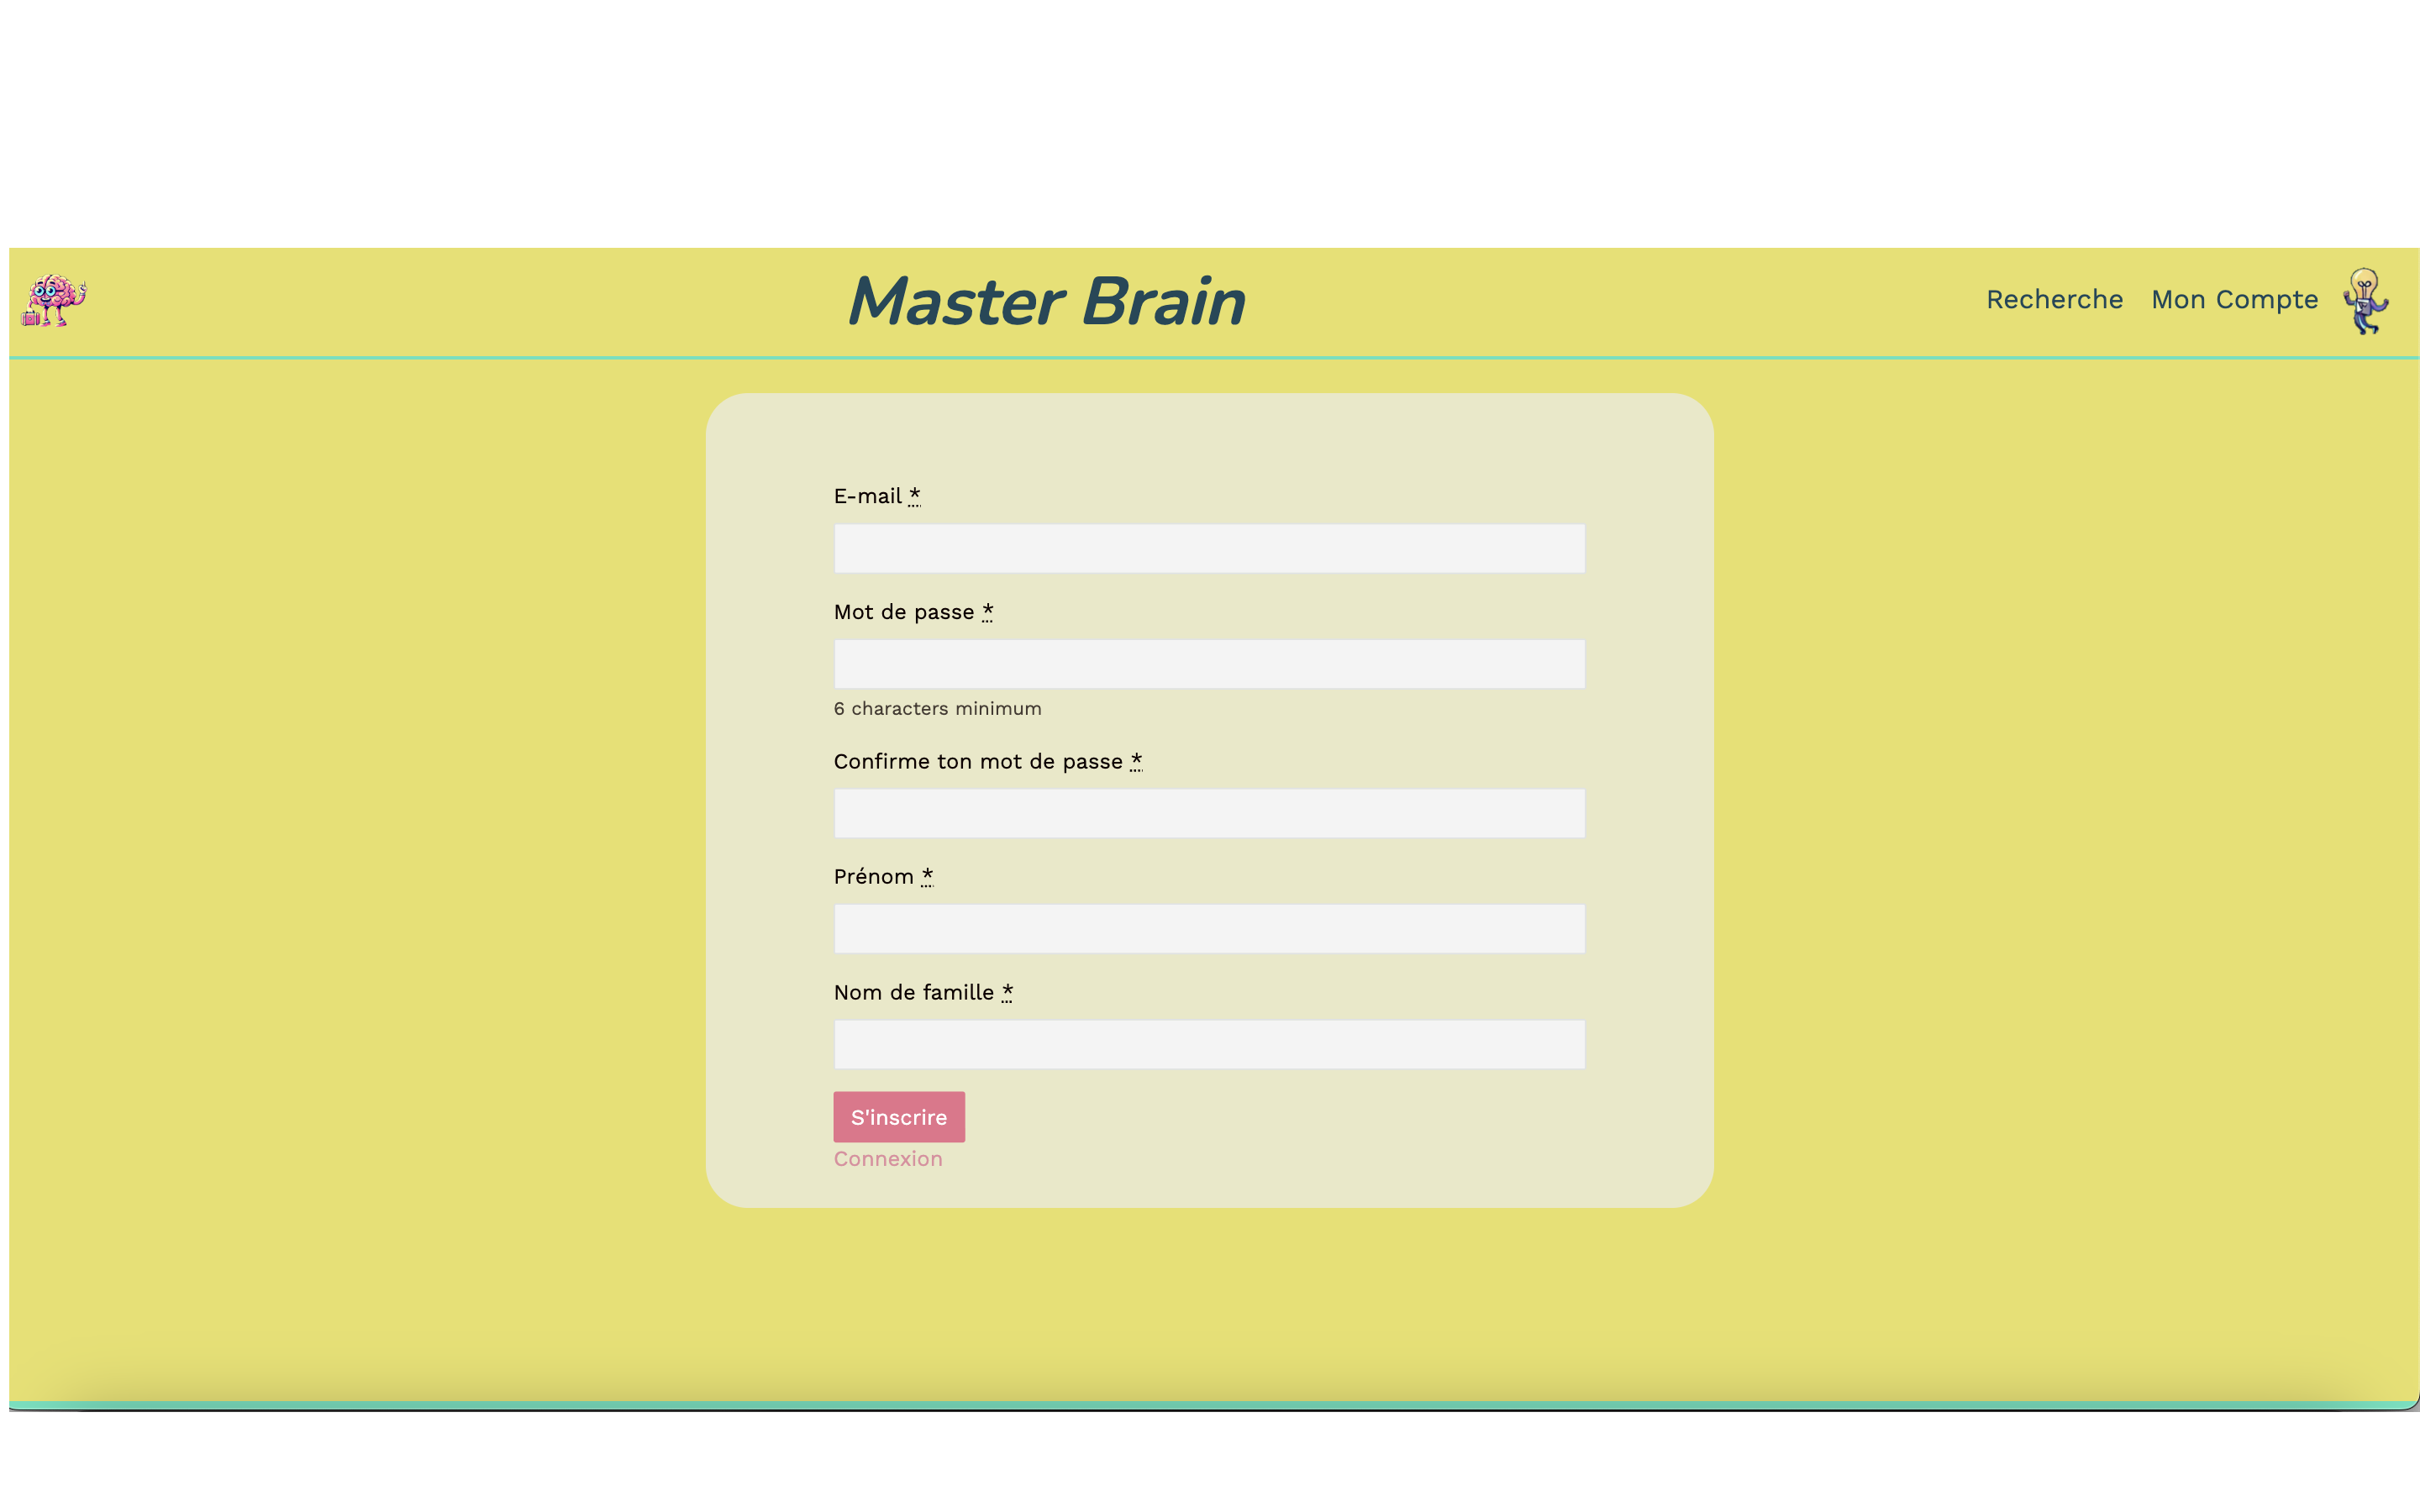 Master Brain
Recherche Mon Compte
E-mail *
Mot de passe *
6 characters minimum
Confirme ton mot de passe *
Prénom *
Nom de famille *
S'inscrire
Connexion